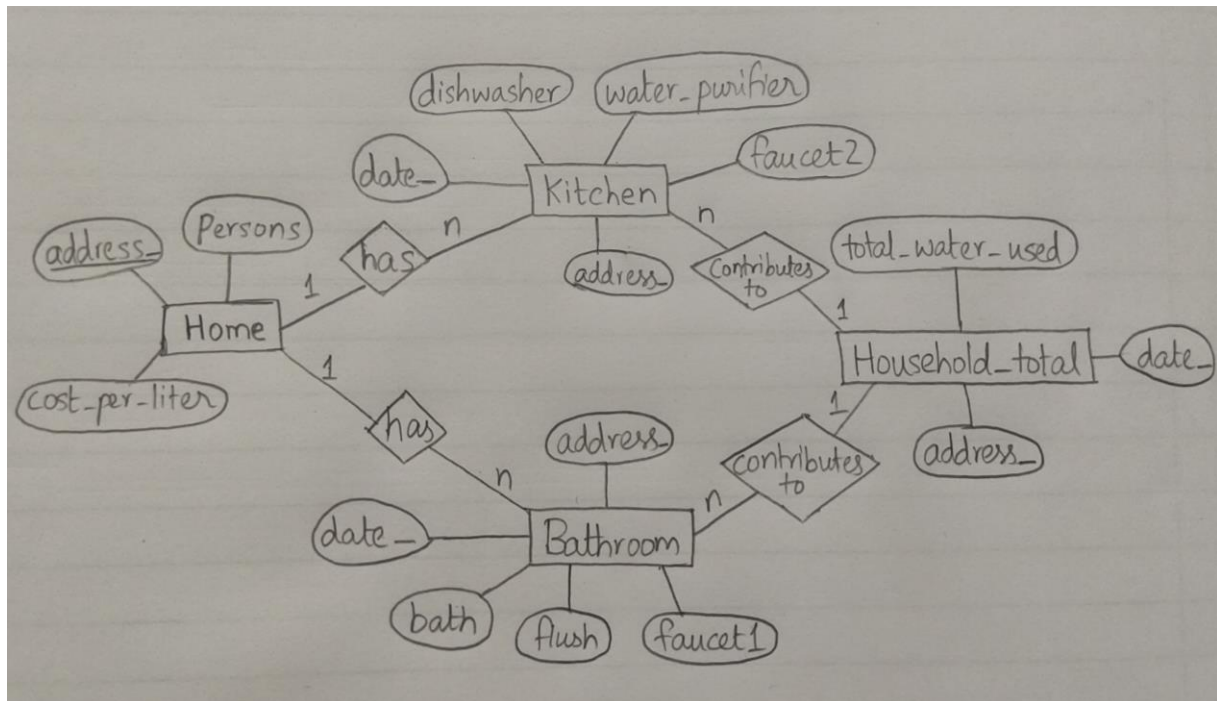 dishwasher
water_purifier
date_
faucet2
Kitchen
Persons
address_
n
n
has
address_
contributes
to
total_water_used
1
1
Home
Household_total
date_
1
cost_per_liter
1
has
address_
contributes
to
address_
n
n
date_
Bathroom
bath
flush
faucet1